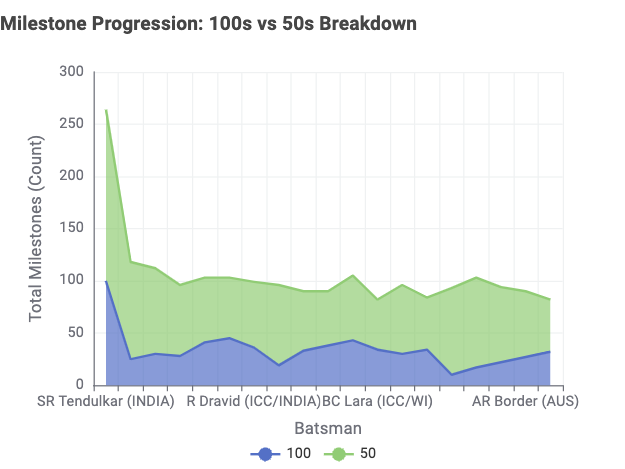 Milestone Progression: 100s vs 50s Breakdown
300
250
200
150
100
50
0
Total Milestones (Count)
SR Tendulkar (INDIA) R Dravid (ICC/INDIA) BC Lara (ICC/WI) AR Border (AUS)
Batsman
100 50